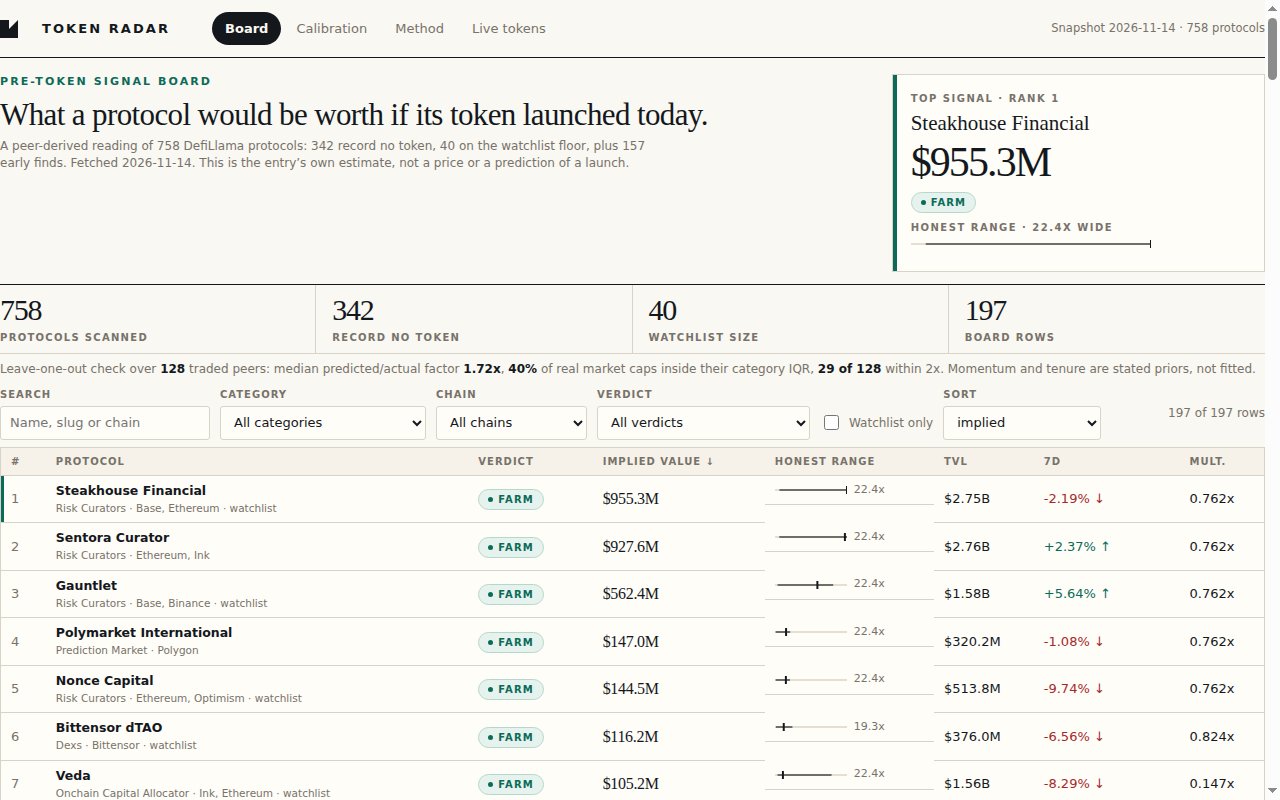 TOKEN RADAR
Board
Calibration
Method
Live tokens
Snapshot 2026-11-14 · 758 protocols
PRE-TOKEN SIGNAL BOARD
What a protocol would be worth if its token launched today.
A peer-derived reading of 758 DefiLlama protocols: 342 record no token, 40 on the watchlist floor, plus 157
early finds. Fetched 2026-11-14. This is the entry’s own estimate, not a price or a prediction of a launch.
TOP SIGNAL · RANK 1
Steakhouse Financial
$955.3M
FARM
HONEST RANGE · 22.4X WIDE
758
PROTOCOLS SCANNED
342
RECORD NO TOKEN
40
WATCHLIST SIZE
197
BOARD ROWS
Leave-one-out check over 128 traded peers: median predicted/actual factor 1.72x, 40% of real market caps inside their category IQR, 29 of 128 within 2x. Momentum and tenure are stated priors, not fitted.
SEARCH
Name, slug or chain
CATEGORY
All categories
CHAIN
All chains
VERDICT
All verdicts
Watchlist only
SORT
implied
197 of 197 rows
# PROTOCOL VERDICT IMPLIED VALUE ↓ HONEST RANGE TVL 7D MULT.
1 Steakhouse Financial FARM $955.3M 22.4x $2.75B -2.19% ↓ 0.762x
Risk Curators · Base, Ethereum · watchlist
2 Sentora Curator FARM $927.6M 22.4x $2.76B +2.37% ↑ 0.762x
Risk Curators · Ethereum, Ink
3 Gauntlet FARM $562.4M 22.4x $1.58B +5.64% ↑ 0.762x
Risk Curators · Base, Binance · watchlist
4 Polymarket International FARM $147.0M 22.4x $320.2M -1.08% ↓ 0.762x
Prediction Market · Polygon
5 Nonce Capital FARM $144.5M 22.4x $513.8M -9.74% ↓ 0.762x
Risk Curators · Ethereum, Optimism · watchlist
6 Bittensor dTAO FARM $116.2M 19.3x $376.0M -6.56% ↓ 0.824x
Dexs · Bittensor · watchlist
7 Veda FARM $105.2M 22.4x $1.56B -8.29% ↓ 0.147x
Onchain Capital Allocator · Ink, Ethereum · watchlist